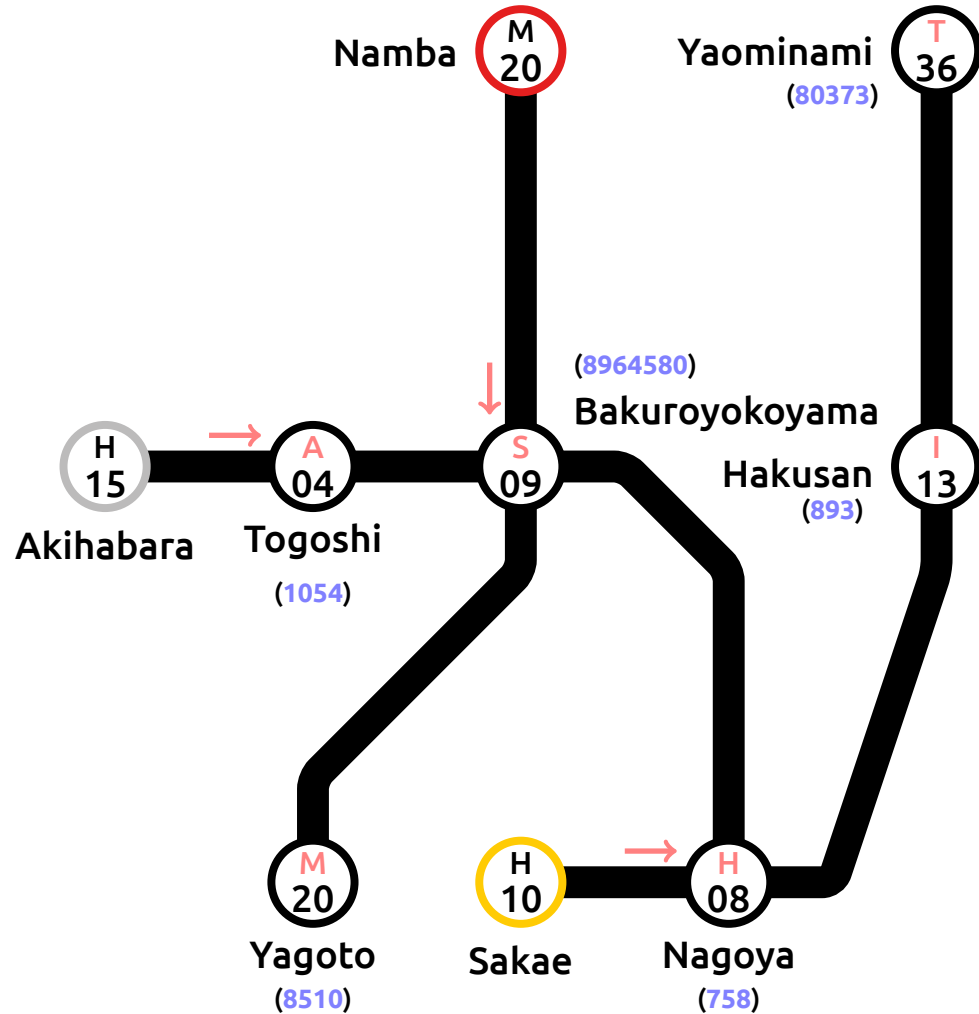 Namba
M
20
Yaominami
(80373)
T
36
(8964580)
Bakuroyokoyama
H
15
Akihabara
A
04
Togoshi
(1054)
S
09
Hakusan
(893)
I
13
M
20
Yagoto
(8510)
H
10
Sakae
H
08
Nagoya
(758)